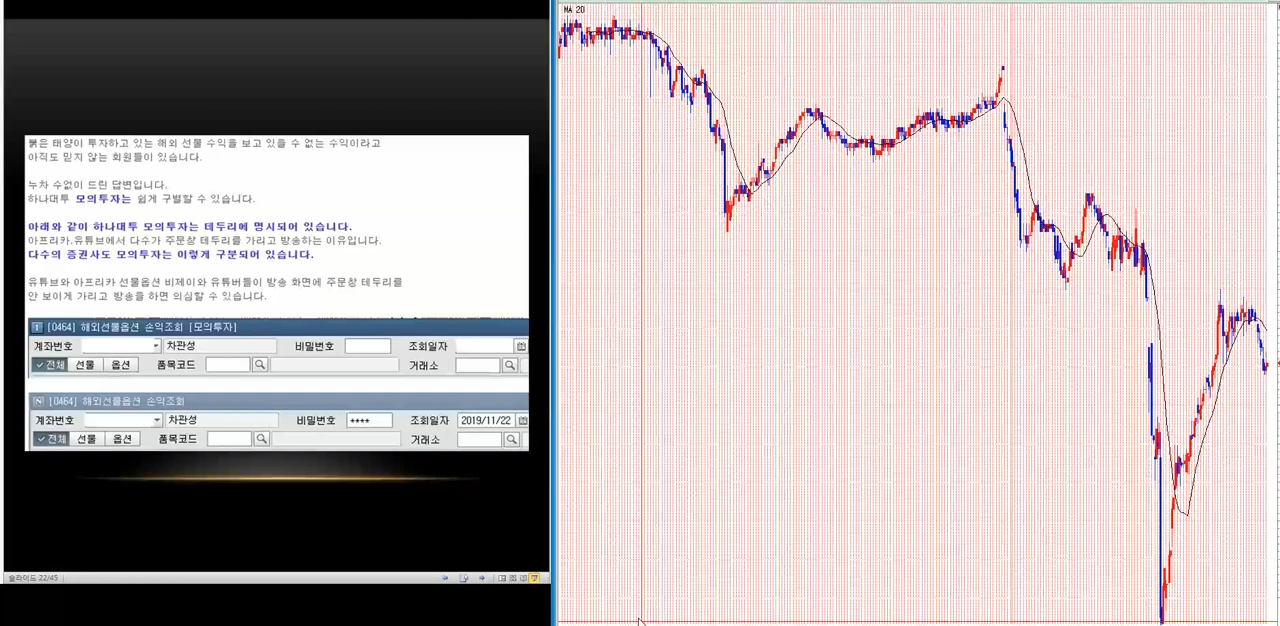 붉은 태양이 투자하고 있는 해외 선물 수익을 보고 있을 수 없는 수익이라고
아직도 믿지 않는 회원들이 있습니다.
누차 수없이 드린 답변입니다.
하나대투 모의투자는 쉽게 구별할 수 있습니다.
아래와 같이 하나대투 모의투자는 테두리에 명시되어 있습니다.
아프리카,유튜브에서 다수가 주문창 테두리를 가리고 방송하는 이유입니다.
다수의 증권사도 모의투자는 이렇게 구분되어 있습니다.
유튜브와 아프리카 선물옵션 비제이와 유튜버들이 방송 화면에 주문창 테두리를
안 보이게 가리고 방송을 하면 의심할 수 있습니다.
1 [0464] 해외선물옵션 손익조회 [모의투자]
계좌번호 차관성 비밀번호 조회일자
전체 선물 옵션 품목코드 거래소
N [0464] 해외선물옵션 손익조회
계좌번호 차관성 비밀번호 **** 조회일자 2019/11/22
전체 선물 옵션 품목코드 거래소
슬라이드 22/45
MA 20